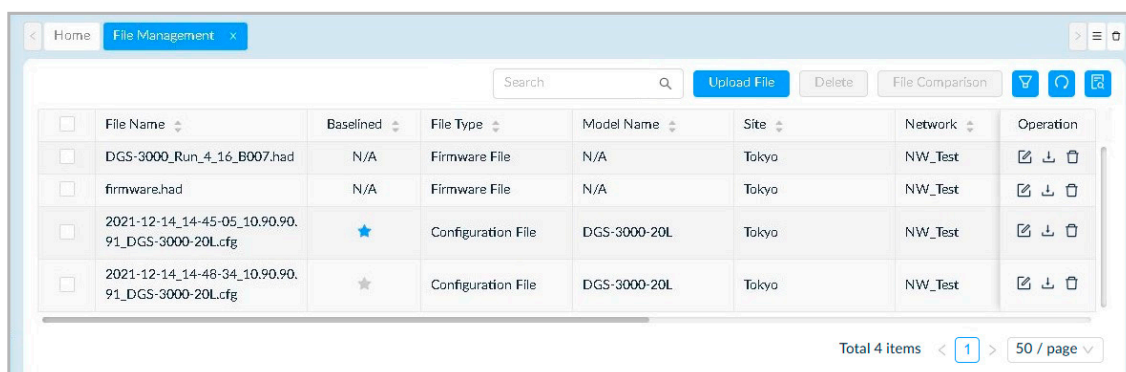 Home File Management x
Search Upload File Delete File Comparison
File Name Baselined File Type Model Name Site Network Operation
DGS-3000_Run_4_16_B007.had N/A Firmware File N/A Tokyo NW_Test
firmware.had N/A Firmware File N/A Tokyo NW_Test
2021-12-14_14-45-05_10.90.90.
91_DGS-3000-20L.cfg Configuration File DGS-3000-20L Tokyo NW_Test
2021-12-14_14-48-34_10.90.90.
91_DGS-3000-20L.cfg Configuration File DGS-3000-20L Tokyo NW_Test
Total 4 items < 1 > 50 / page